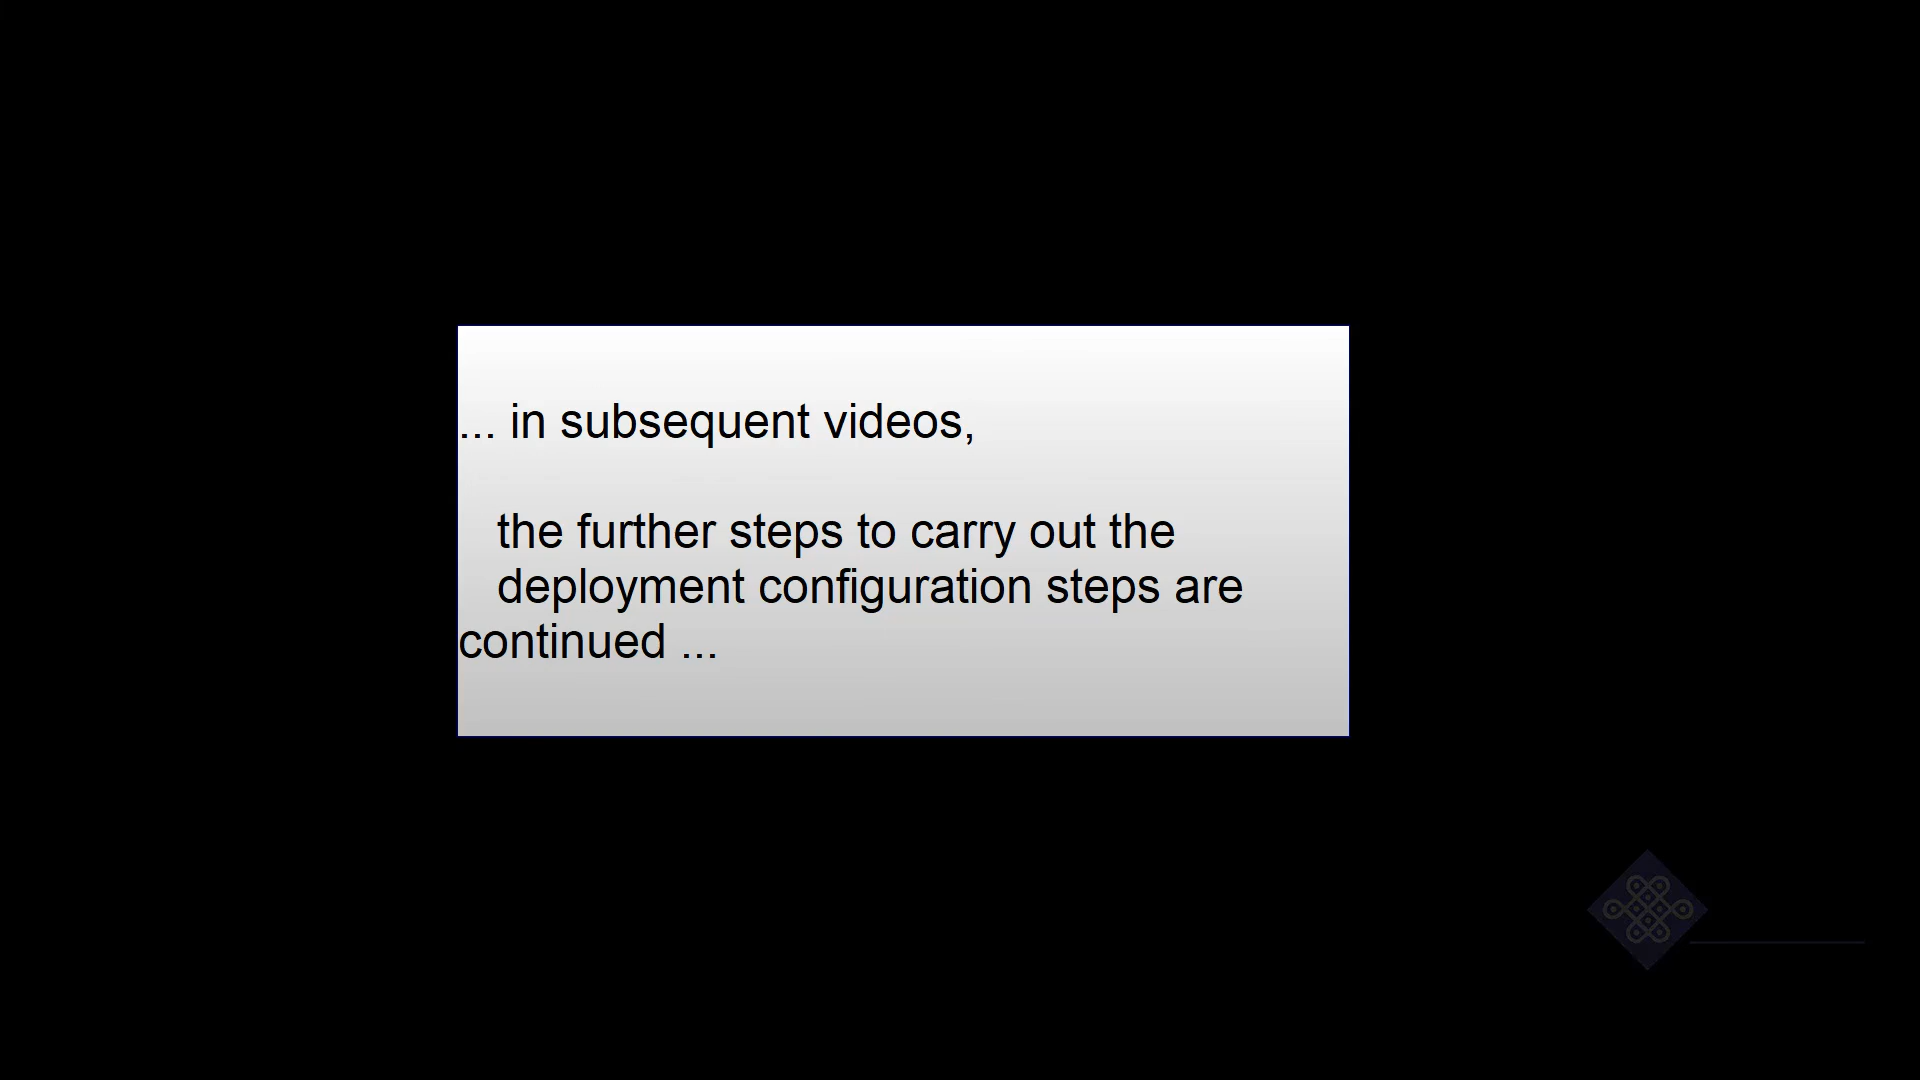 ... in subsequent videos,
the further steps to carry out the
deployment configuration steps are
continued ...